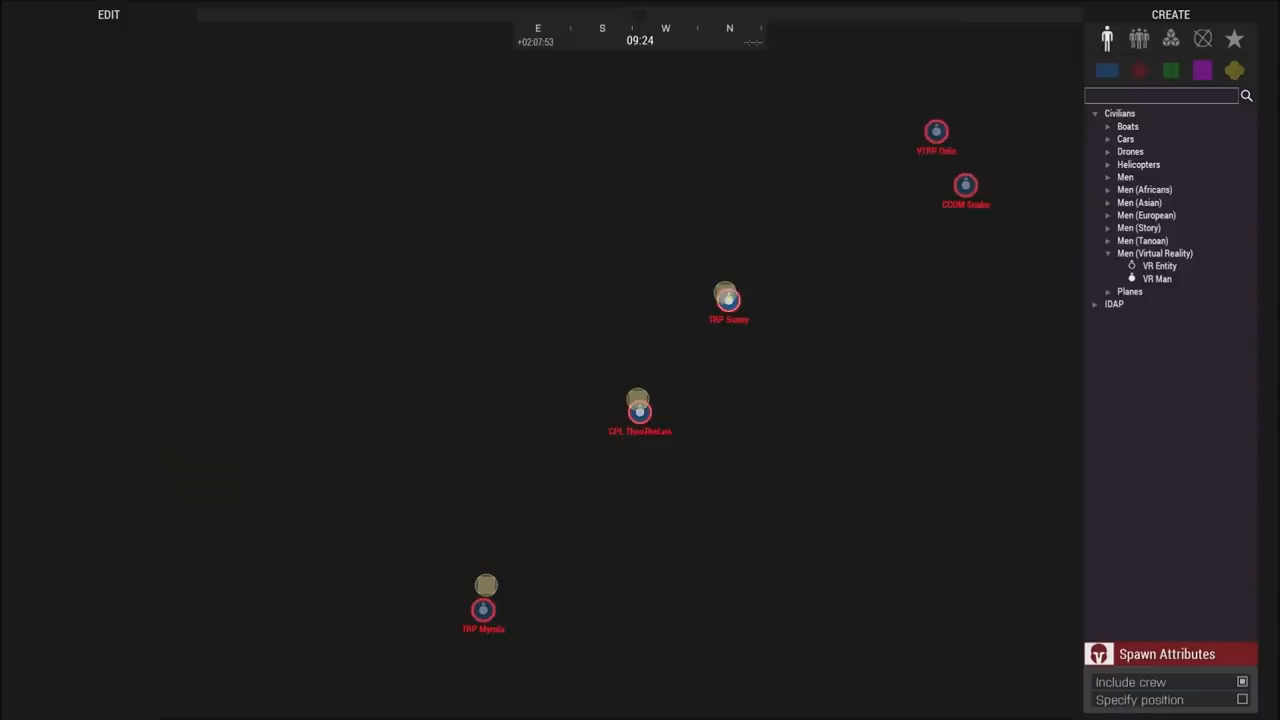 EDIT
CREATE
E S W N
+02:07:53
09:24
--:--
Civilians
Boats
Cars
Drones
Helicopters
Men
Men (Africans)
Men (Asian)
Men (European)
Men (Story)
Men (Tanoan)
Men (Virtual Reality)
VR Entity
VR Man
Planes
IDAP
CCOM
TRP Sunny
CPL
TRP
Spawn Attributes
Include crew
Specify position